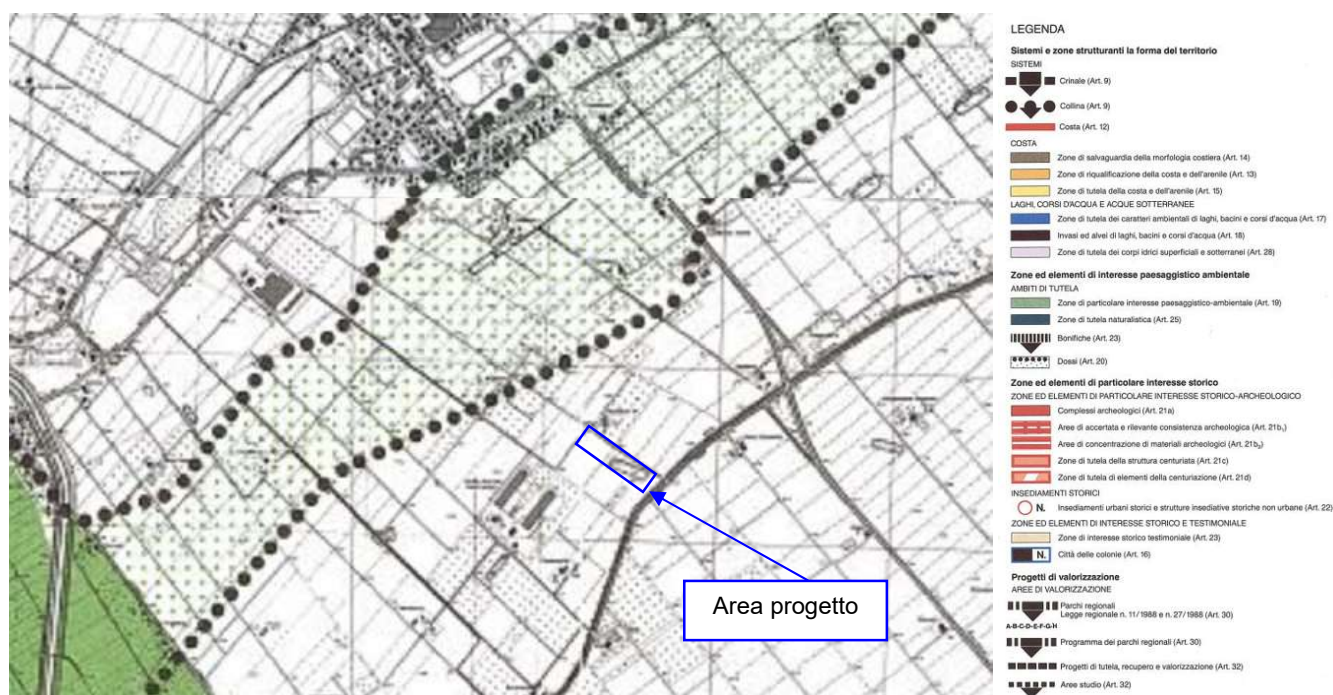 Area progetto
LEGENDA
Sistemi e zone strutturanti la forma del territorio
SISTEMI
Crinale (Art. 9)
Collina (Art. 9)
Costa (Art. 12)
COSTA
Zone di salvaguardia della morfologia costiera (Art. 14)
Zone di riqualificazione della costa e dell'arenile (Art. 13)
Zone di tutela della costa e dell'arenile (Art. 15)
LAGHI, CORSI D'ACQUA E ACQUE SOTTERRANEE
Zone di tutela dei caratteri ambientali di laghi, bacini e corsi d'acqua (Art. 17)
Invasi ed alvei di laghi, bacini e corsi d'acqua (Art. 18)
Zone di tutela dei corpi idrici superficiali e sotterranei (Art. 28)
Zone ed elementi di interesse paesaggistico ambientale
AMBITI DI TUTELA
Zone di particolare interesse paesaggistico-ambientale (Art. 19)
Zone di tutela naturalistica (Art. 25)
Bonifiche (Art. 23)
Dossi (Art. 20)
Zone ed elementi di particolare interesse storico
ZONE ED ELEMENTI DI PARTICOLARE INTERESSE STORICO-ARCHEOLOGICO
Complessi archeologici (Art. 21a)
Aree di accertata e rilevante consistenza archeologica (Art. 21b₁)
Aree di concentrazione di materiali archeologici (Art. 21b₂)
Zone di tutela della struttura centuriata (Art. 21c)
Zone di tutela di elementi della centuriazione (Art. 21d)
INSEDIAMENTI STORICI
N. Insediamenti urbani storici e strutture insediative storiche non urbane (Art. 22)
ZONE ED ELEMENTI DI INTERESSE STORICO E TESTIMONIALE
Zone di interesse storico testimoniale (Art. 23)
N. Città delle colonie (Art. 16)
Progetti di valorizzazione
AREE DI VALORIZZAZIONE
Parchi regionali
Legge regionale n. 11/1988 e n. 27/1988 (Art. 30)
A-B-C-D-E-F-G-H
Programma dei parchi regionali (Art. 30)
Progetti di tutela, recupero e valorizzazione (Art. 32)
Aree studio (Art. 32)